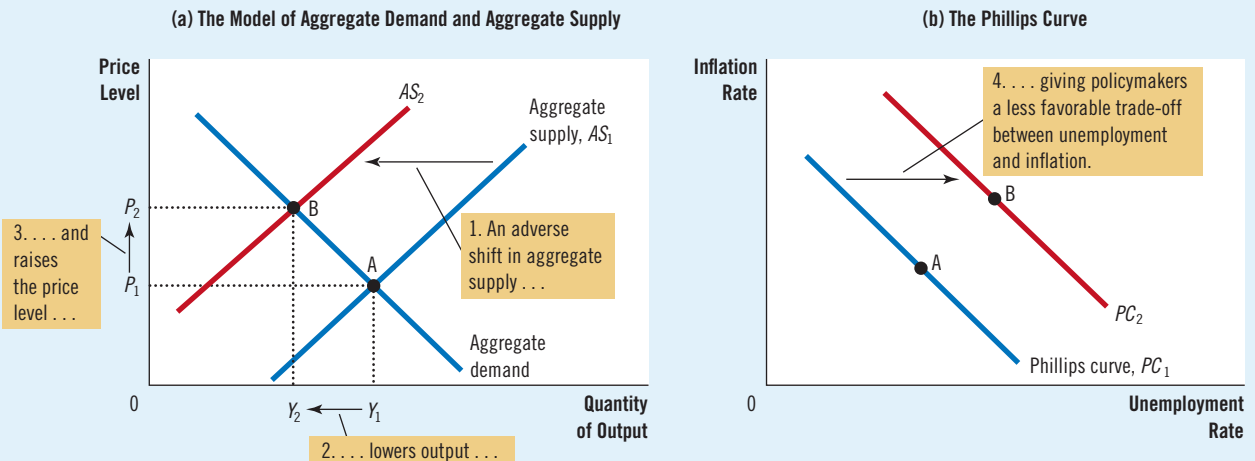 (a) The Model of Aggregate Demand and Aggregate Supply
Price
Level
AS2
Aggregate
supply, AS1
P2
B
3. . . . and
raises
the price
level . . .
1. An adverse
shift in aggregate
supply . . .
A
P1
Aggregate
demand
0
Y2
Y1
Quantity
of Output
2. . . . lowers output . . .
(b) The Phillips Curve
Inflation
Rate
4. . . . giving policymakers
a less favorable trade-off
between unemployment
and inflation.
B
A
PC2
Phillips curve, PC1
0
Unemployment
Rate